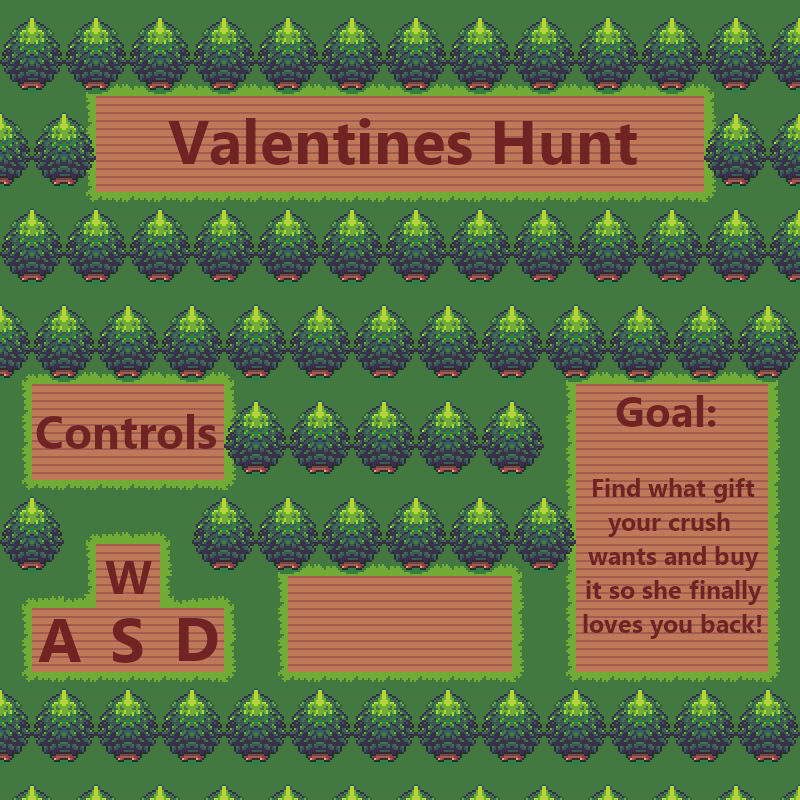 Valentines Hunt
Controls
W
A S D
Goal:
Find what gift
your crush
wants and buy
it so she finally
loves you back!